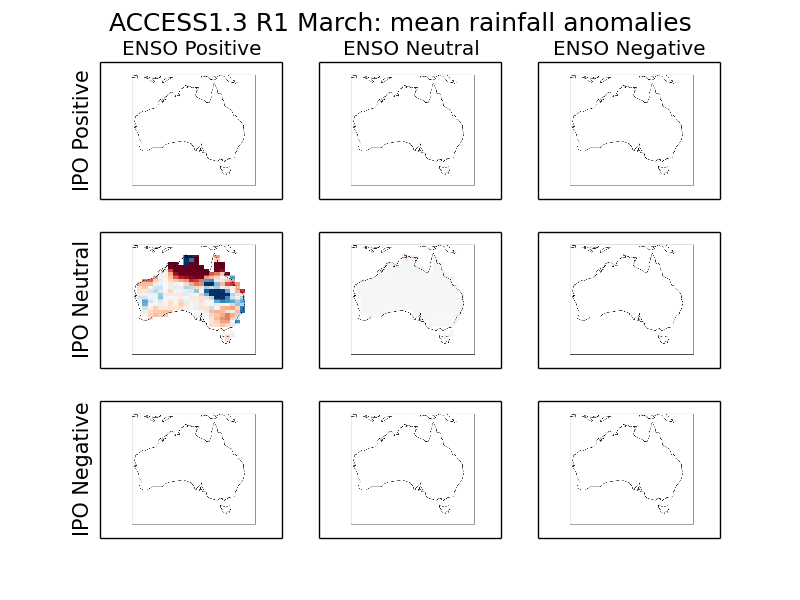 ACCESS1.3 R1 March: mean rainfall anomalies
ENSO Positive ENSO Neutral ENSO Negative
IPO Positive
IPO Neutral
IPO Negative